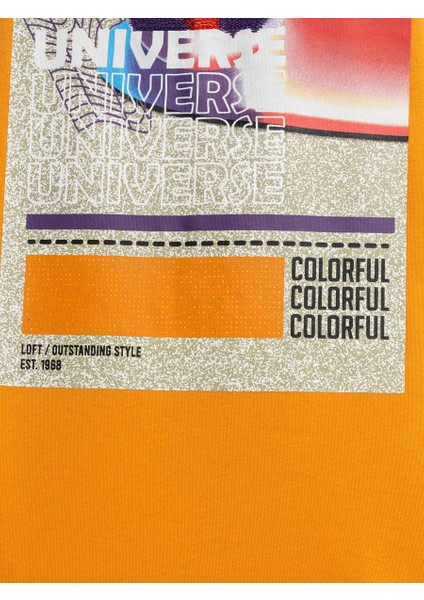 UNIVERSE
UNIVERSE
UNIVERSE
UNIVERSE
COLORFUL
COLORFUL
COLORFUL
LOFT / OUTSTANDING STYLE
EST. 1968